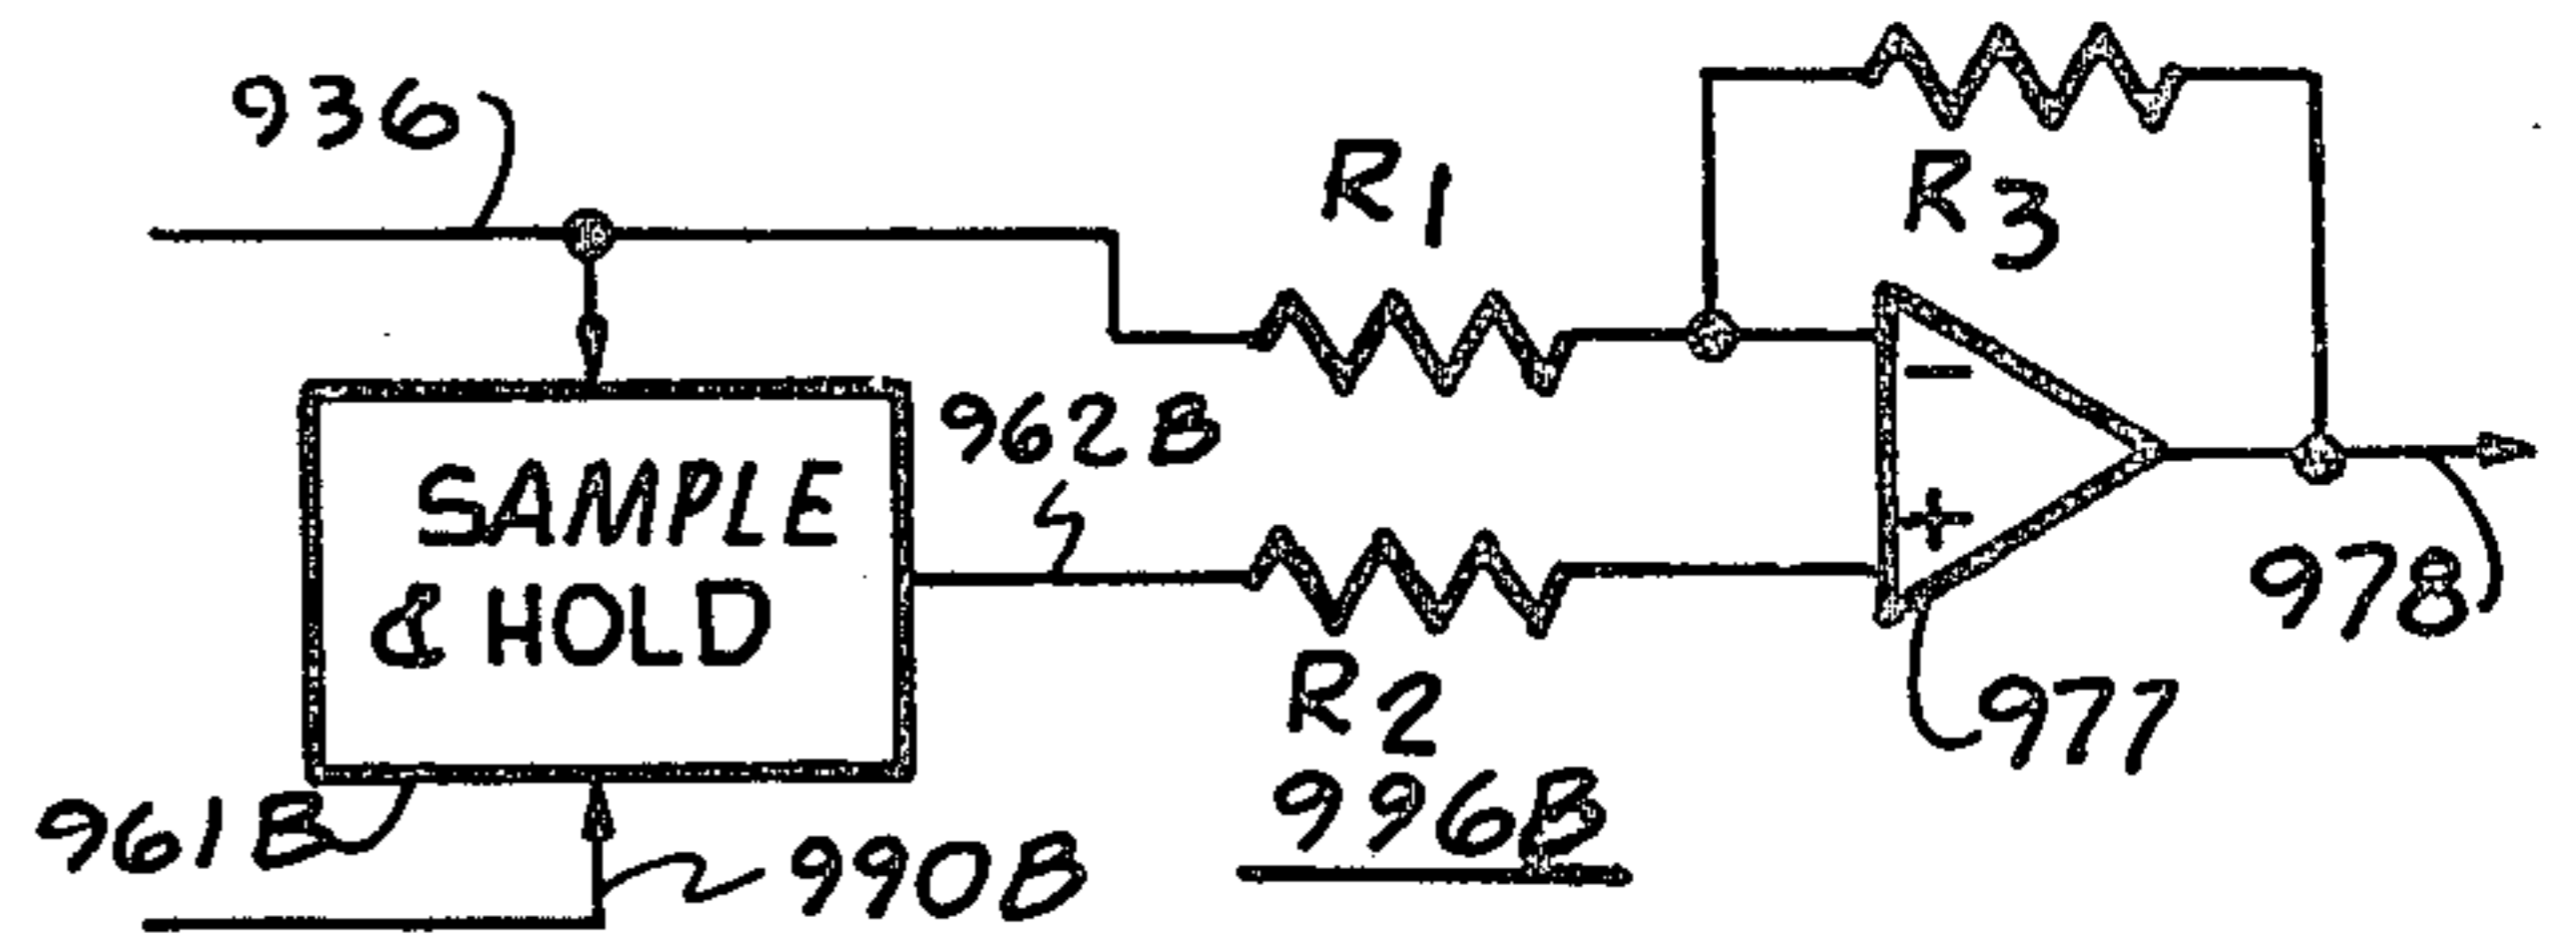 936
R1
R3
962B
SAMPLE
& HOLD
−
+
978
R2
977
961B
990B
996B